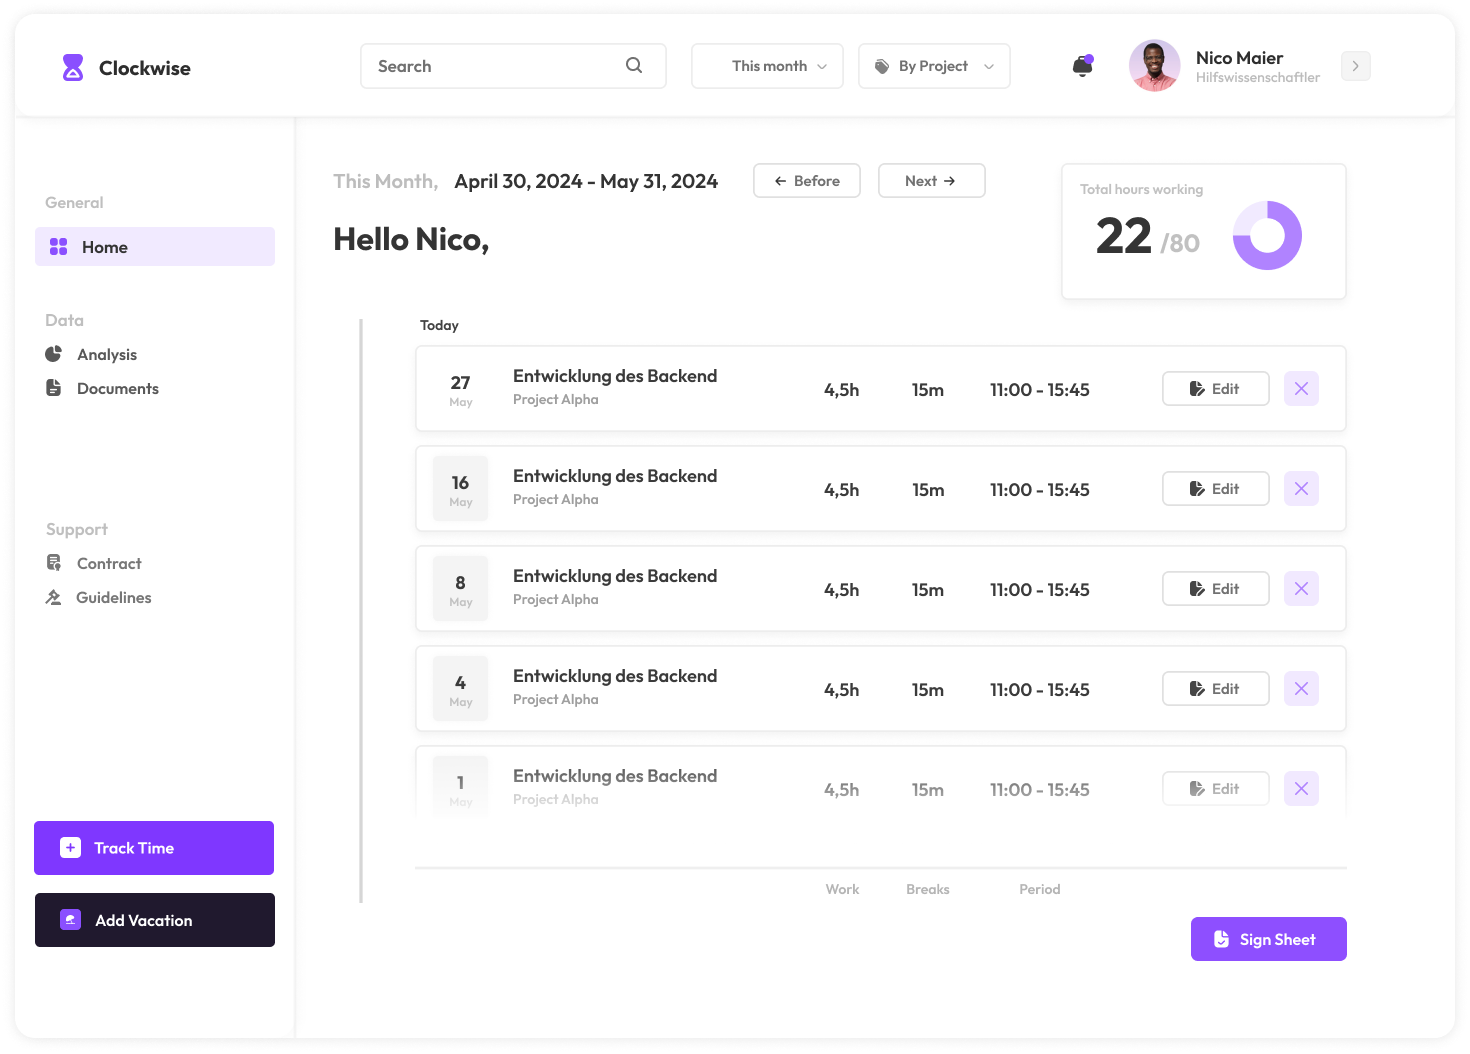 Clockwise
Search
This month
By Project
Nico Maier
Hilfswissenschaftler
General
Home
Data
Analysis
Documents
Support
Contract
Guidelines
Track Time
Add Vacation
This Month, April 30, 2024 - May 31, 2024
Before
Next
Hello Nico,
Total hours working
22 /80
Today
27
May
Entwicklung des Backend
Project Alpha
4,5h 15m 11:00 - 15:45
Edit
16
May
Entwicklung des Backend
Project Alpha
4,5h 15m 11:00 - 15:45
Edit
8
May
Entwicklung des Backend
Project Alpha
4,5h 15m 11:00 - 15:45
Edit
4
May
Entwicklung des Backend
Project Alpha
4,5h 15m 11:00 - 15:45
Edit
1
May
Entwicklung des Backend
Project Alpha
4,5h 15m 11:00 - 15:45
Edit
Work Breaks Period
Sign Sheet